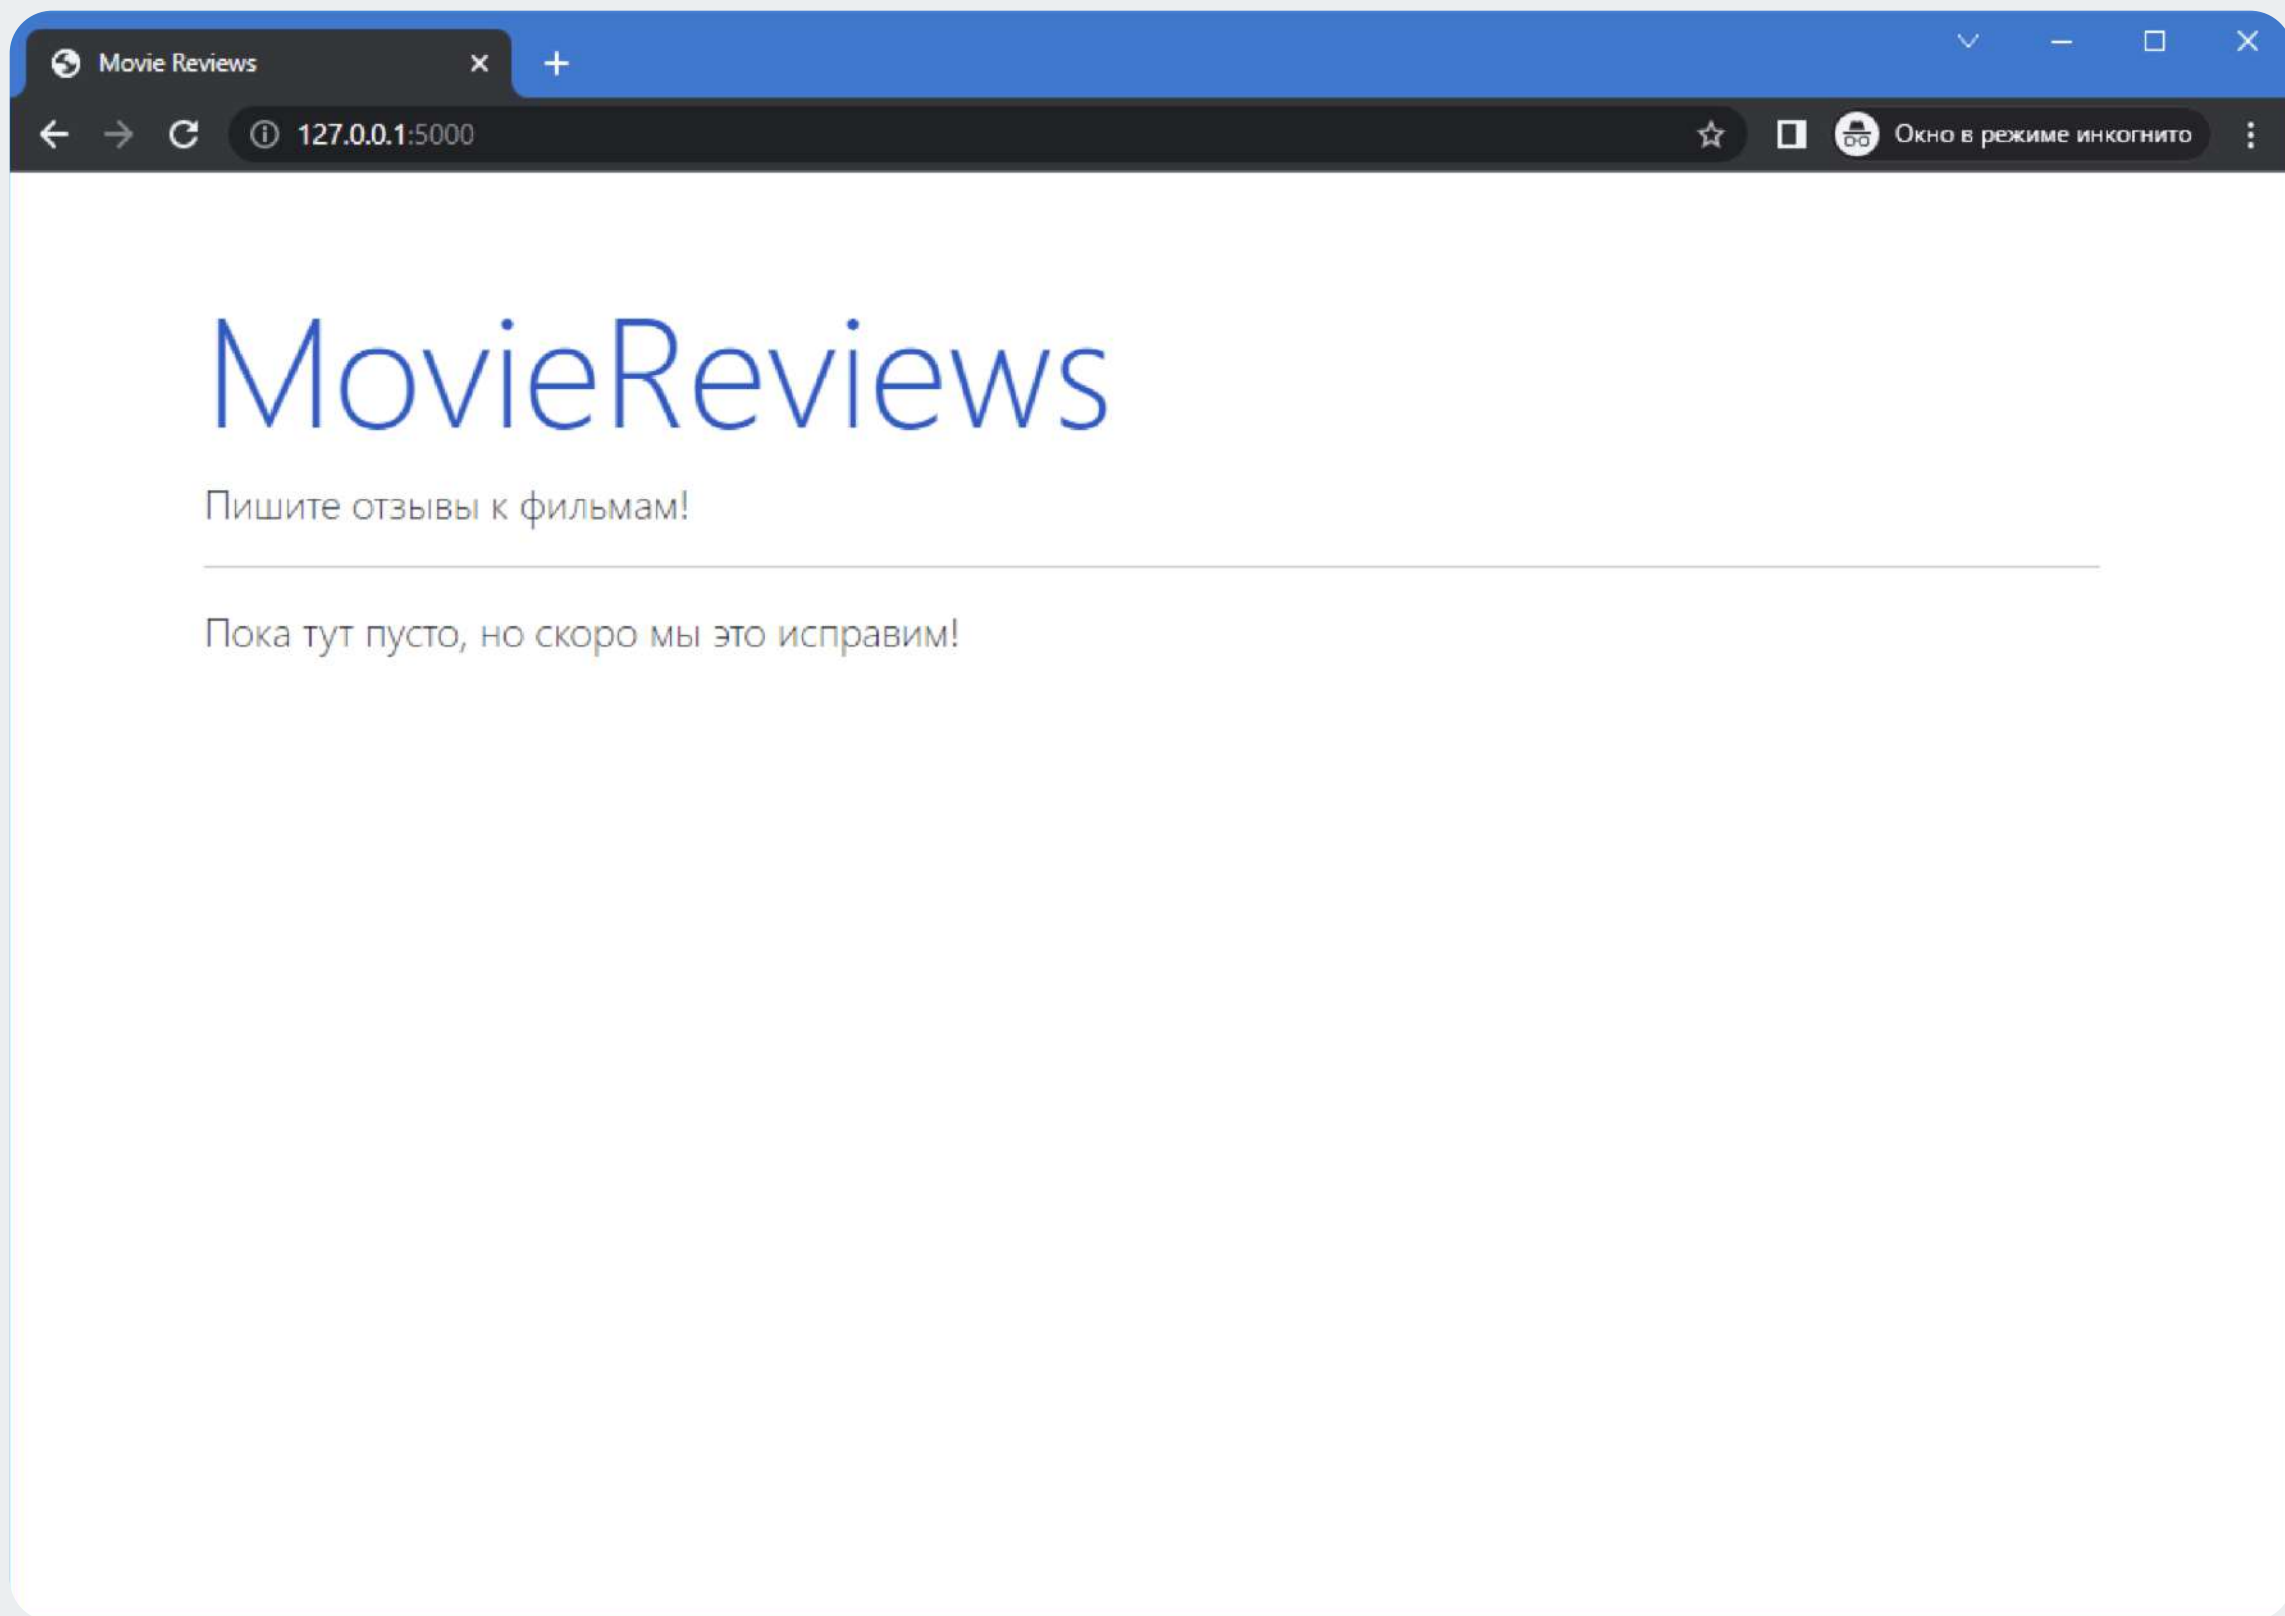 Movie Reviews
127.0.0.1:5000
Окно в режиме инкогнито
MovieReviews
Пишите отзывы к фильмам!
Пока тут пусто, но скоро мы это исправим!